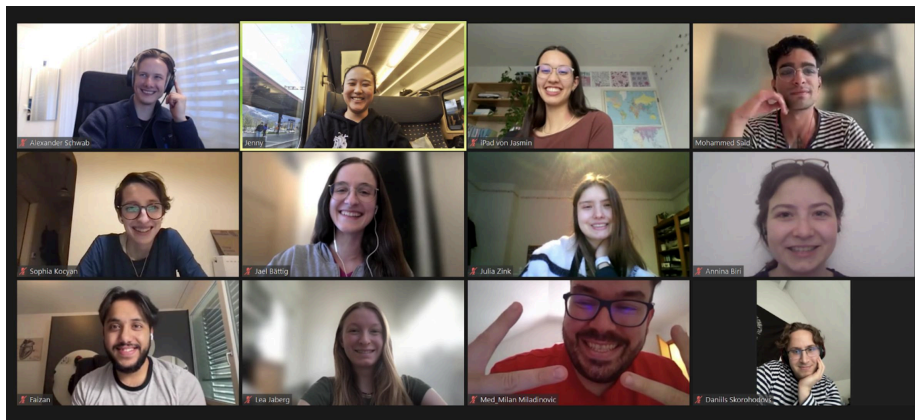 Alexander Schwab
Jenny
iPad von Jasmin
Mohammed Said
Sophia Kocyan
Jael Bättig
Julia Zink
Annina Biri
Faizan
Lea Jaberg
Med_Milan Miladinovic
Daniils Skorohodovs